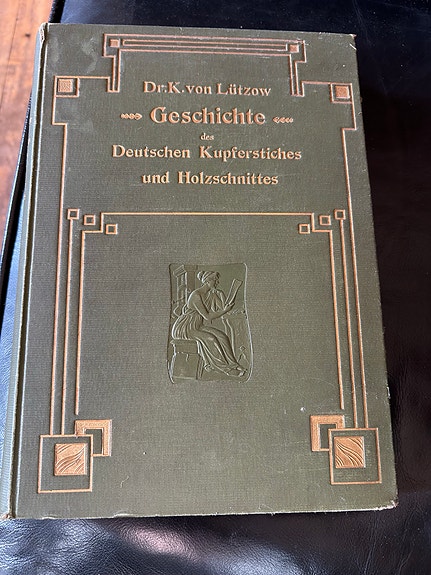 Dr. K. von Lützow
Geschichte
des
Deutschen Kupferstiches
und Holzschnittes